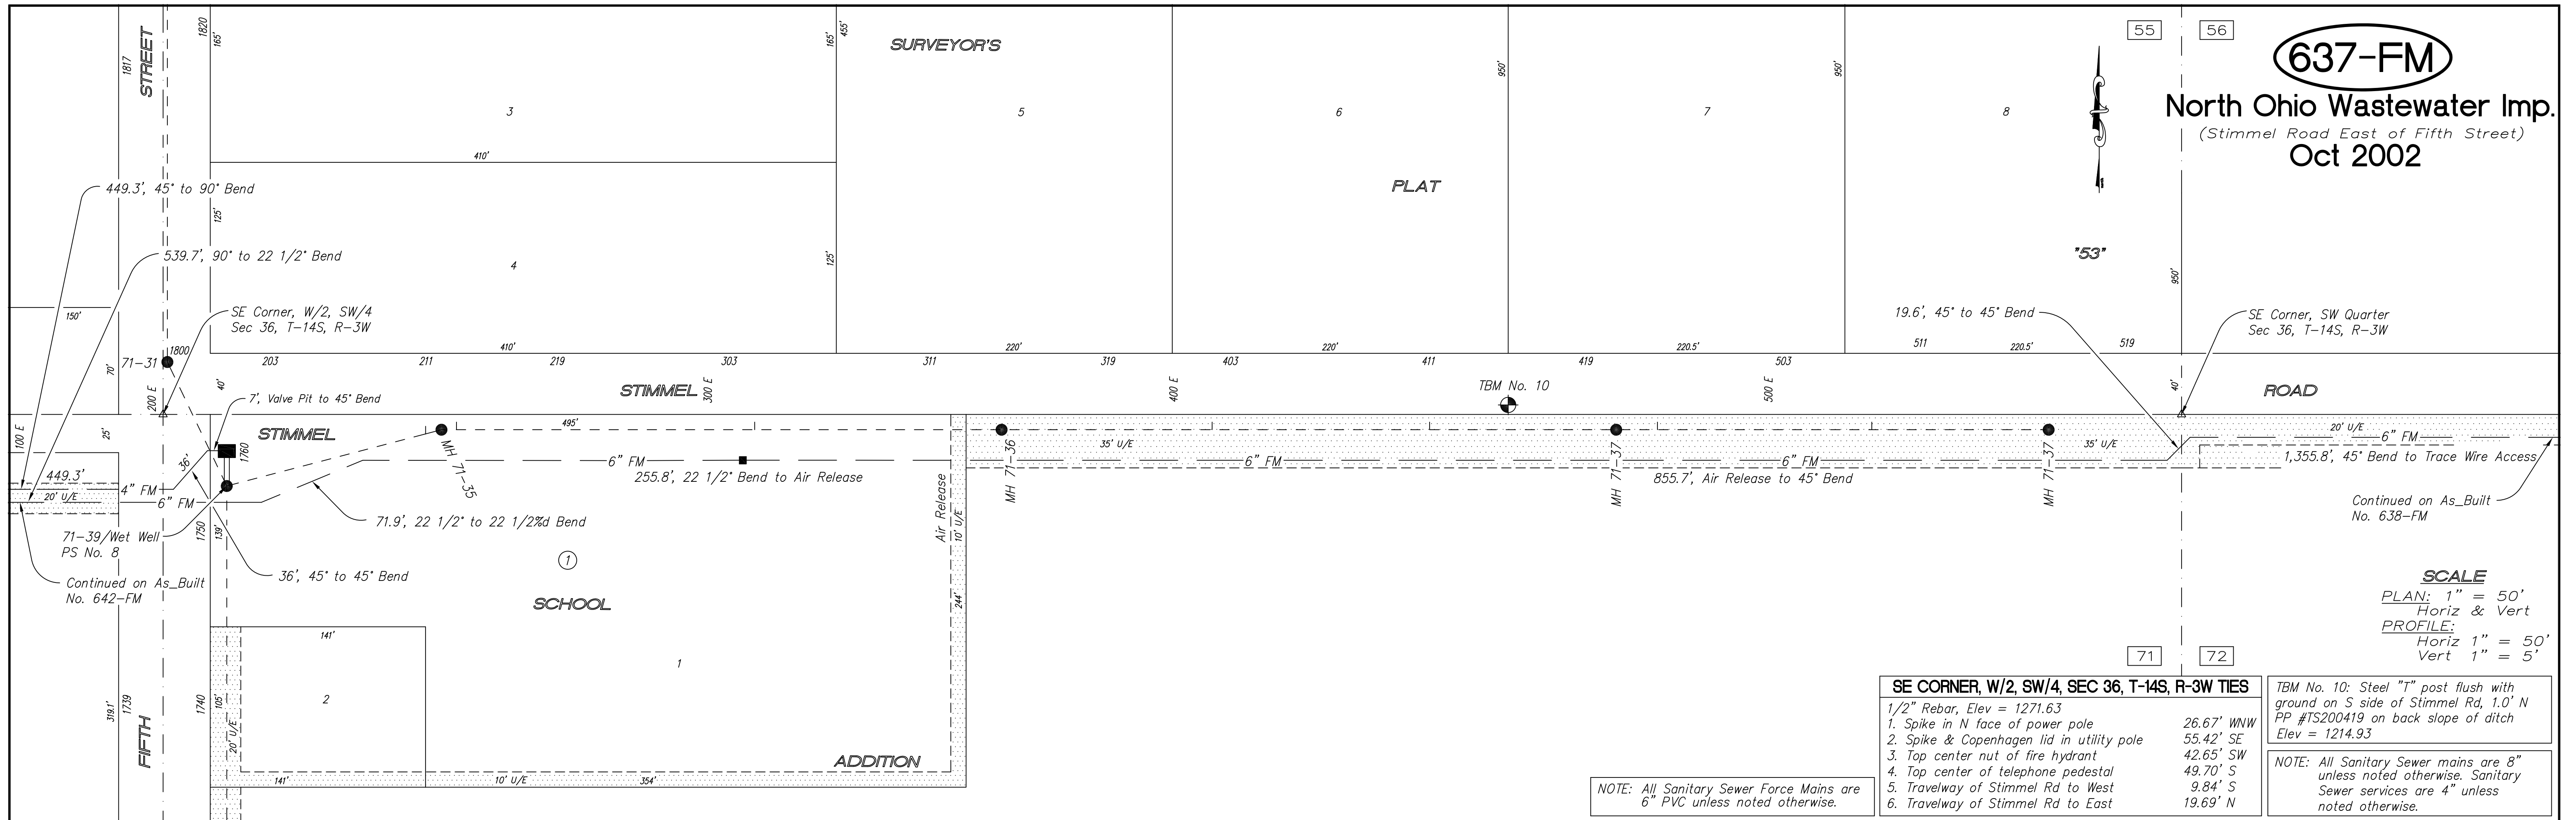 55
56
637-FM
North Ohio Wastewater Imp.
(Stimmel Road East of Fifth Street)
Oct 2002
1817
STREET
1820
165'
165'
455'
SURVEYOR'S
950'
950'
3
5
6
7
8
410'
PLAT
449.3', 45° to 90° Bend
125'
539.7', 90° to 22 1/2° Bend
4
125'
"53"
950'
150'
SE Corner, W/2, SW/4
Sec 36, T-14S, R-3W
19.6', 45° to 45° Bend
SE Corner, SW Quarter
Sec 36, T-14S, R-3W
71-31
1800
410'
220'
220'
220.5'
220.5'
203
211
219
303
311
319
403
411
419
503
511
519
70'
200 E
40'
7', Valve Pit to 45° Bend
STIMMEL
300 E
400 E
TBM No. 10
500 E
40'
ROAD
100 E
25'
STIMMEL
1760
495'
MH 71-35
35' U/E
MH 71-36
MH 71-37
MH 71-37
35' U/E
20' U/E
6" FM
449.3'
36'
4" FM
20' U/E
6" FM
6" FM
255.8', 22 1/2° Bend to Air Release
6" FM
6" FM
855.7', Air Release to 45° Bend
1,355.8', 45° Bend to Trace Wire Access
71.9', 22 1/2° to 22 1/2%d Bend
Air Release
10' U/E
Continued on As_Built
No. 638-FM
71-39/Wet Well
PS No. 8
1750
139'
36', 45° to 45° Bend
1
Continued on As_Built
No. 642-FM
SCHOOL
244'
141'
1
2
319.1'
1739
1740
105'
20' U/E
FIFTH
ADDITION
141'
10' U/E
354'
SCALE
PLAN: 1" = 50'
Horiz & Vert
PROFILE:
Horiz 1" = 50'
Vert 1" = 5'
71
72
SE CORNER, W/2, SW/4, SEC 36, T-14S, R-3W TIES
1/2" Rebar, Elev = 1271.63
1. Spike in N face of power pole 26.67' WNW
2. Spike & Copenhagen lid in utility pole 55.42' SE
3. Top center nut of fire hydrant 42.65' SW
4. Top center of telephone pedestal 49.70' S
5. Travelway of Stimmel Rd to West 9.84' S
6. Travelway of Stimmel Rd to East 19.69' N
TBM No. 10: Steel "T" post flush with
ground on S side of Stimmel Rd, 1.0' N
PP #TS200419 on back slope of ditch
Elev = 1214.93
NOTE: All Sanitary Sewer Force Mains are
6" PVC unless noted otherwise.
NOTE: All Sanitary Sewer mains are 8"
unless noted otherwise. Sanitary
Sewer services are 4" unless
noted otherwise.